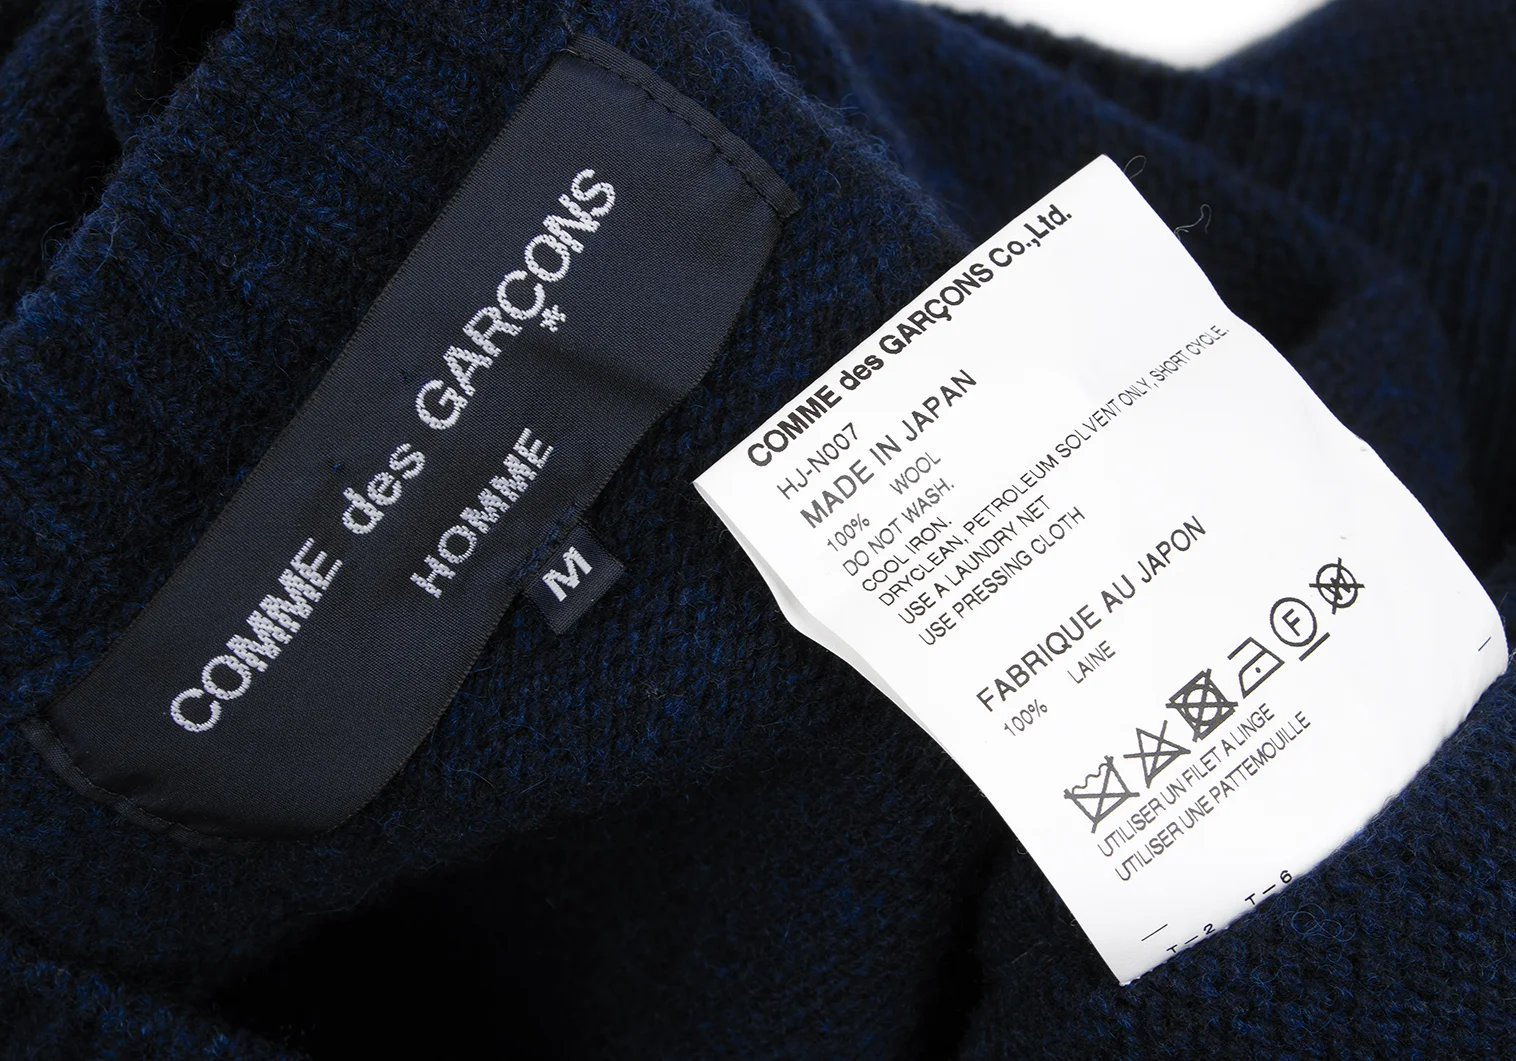 COMME des GARÇONS
HOMME
M
COMME des GARÇONS Co.,Ltd.
HJ-N007
MADE IN JAPAN
100% WOOL
DO NOT WASH.
COOL IRON.
DRYCLEAN, PETROLEUM SOLVENT ONLY, SHORT CYCLE.
USE A LAUNDRY NET
USE PRESSING CLOTH
FABRIQUE AU JAPON
100% LAINE
F
W
UTILISER UN FILET A LINGE
UTILISER UNE PATTEMOUILLE
T-2 T-6